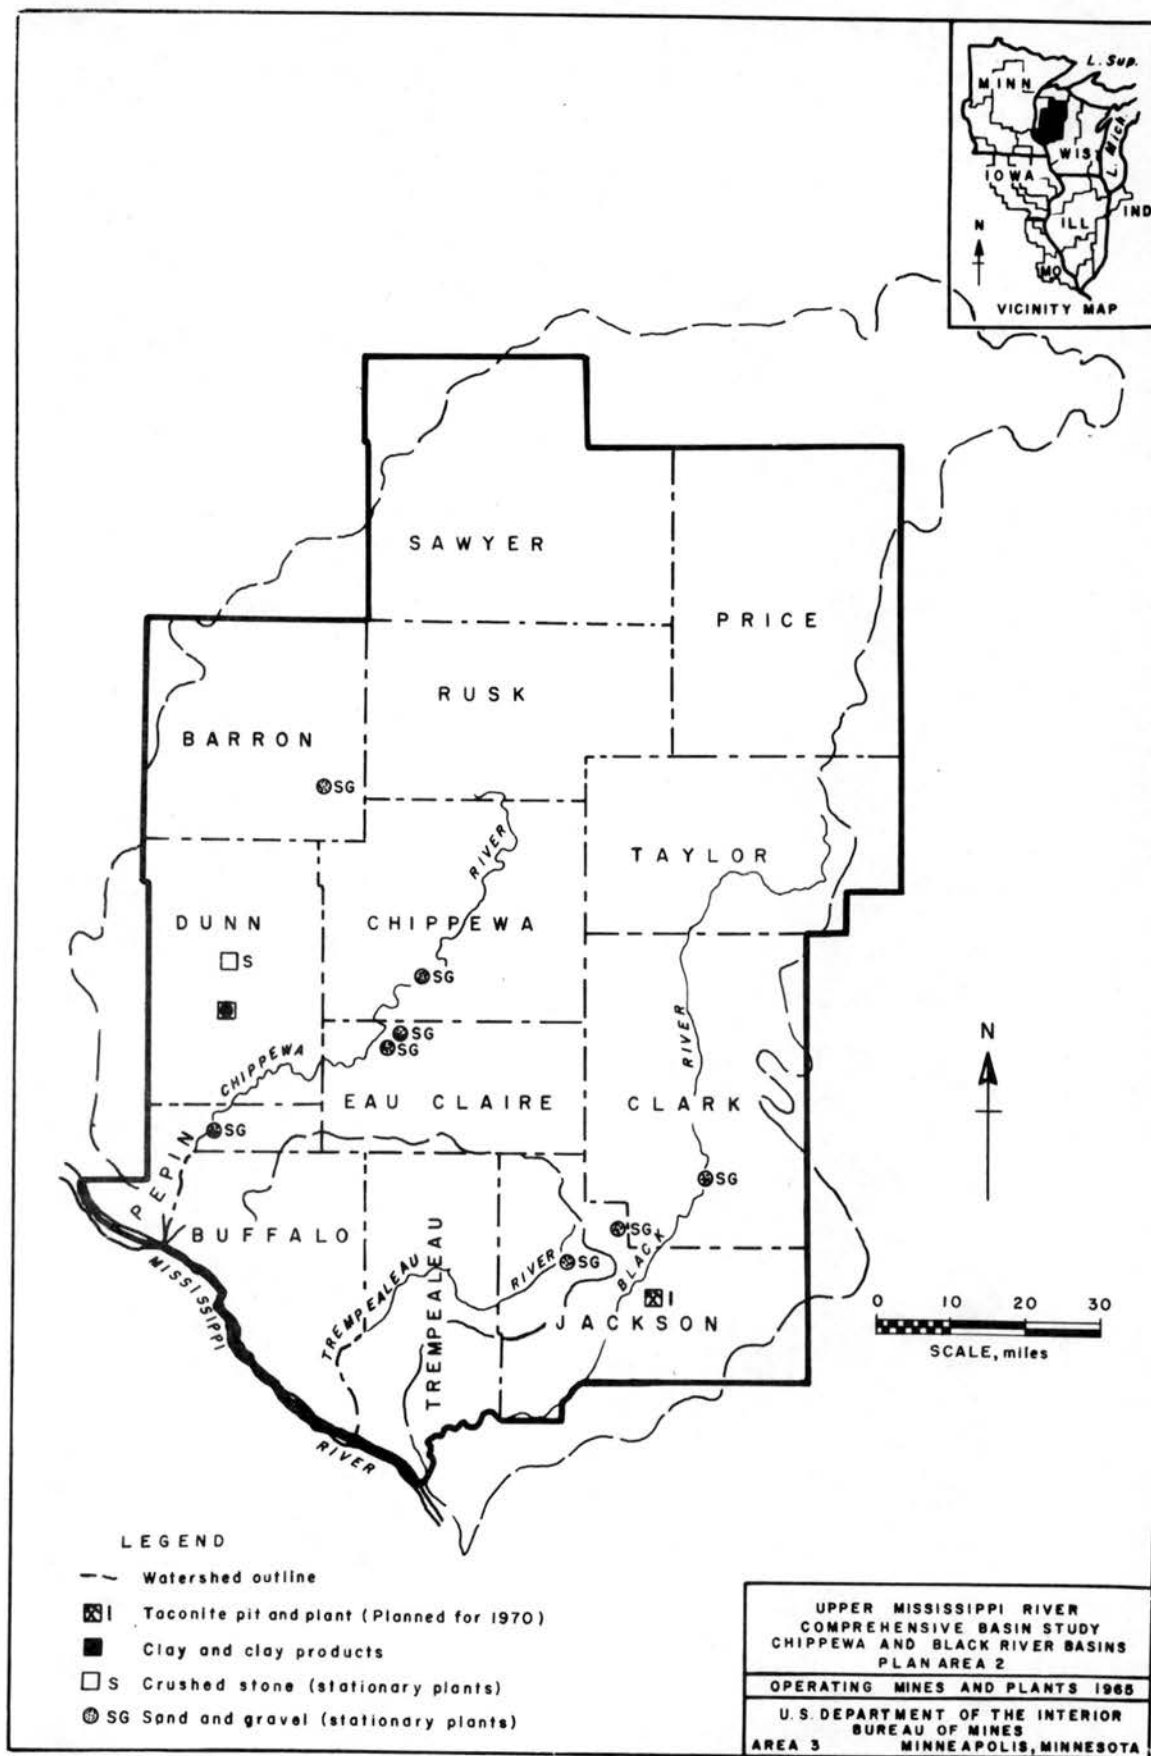 L. Sup.
MINN
L. Mich.
WIS
IOWA
ILL
IND
N
MO
VICINITY MAP
SAWYER
PRICE
RUSK
BARRON
SG
RIVER
TAYLOR
DUNN
CHIPPEWA
S
SG
RIVER
SG
SG
N
CHIPPEWA
EAU CLAIRE
CLARK
SG
PEPIN
SG
BUFFALO
SG
TREMPEALEAU
RIVER
SG
BLACK
MISSISSIPPI
I
TREMPEALEAU
JACKSON
0 10 20 30
SCALE, miles
RIVER
LEGEND
Watershed outline
I Taconite pit and plant (Planned for 1970)
Clay and clay products
S Crushed stone (stationary plants)
SG Sand and gravel (stationary plants)
UPPER MISSISSIPPI RIVER
COMPREHENSIVE BASIN STUDY
CHIPPEWA AND BLACK RIVER BASINS
PLAN AREA 2
OPERATING MINES AND PLANTS 1965
U.S. DEPARTMENT OF THE INTERIOR
BUREAU OF MINES
AREA 3 MINNEAPOLIS, MINNESOTA